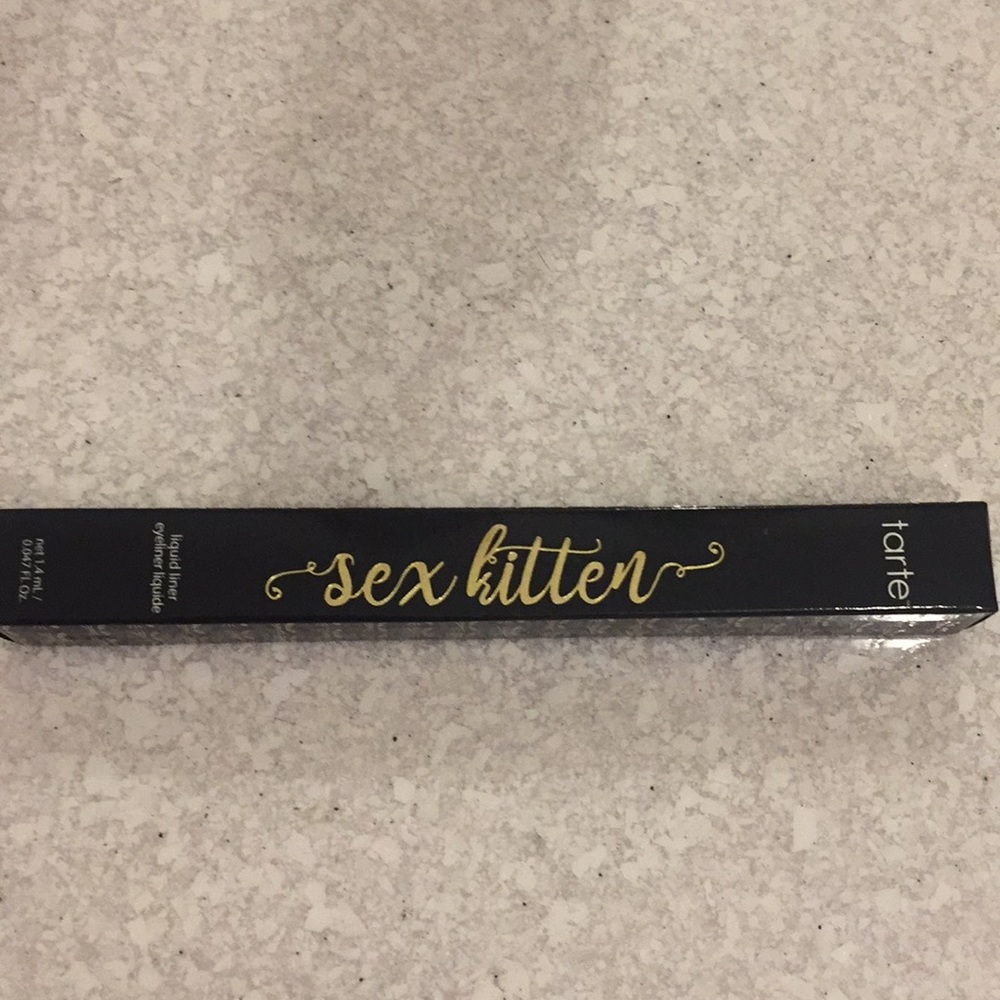 tarte
sex kitten
liquid liner
eyeliner liquide
net 1.4 mL /
0.047 Fl. Oz.